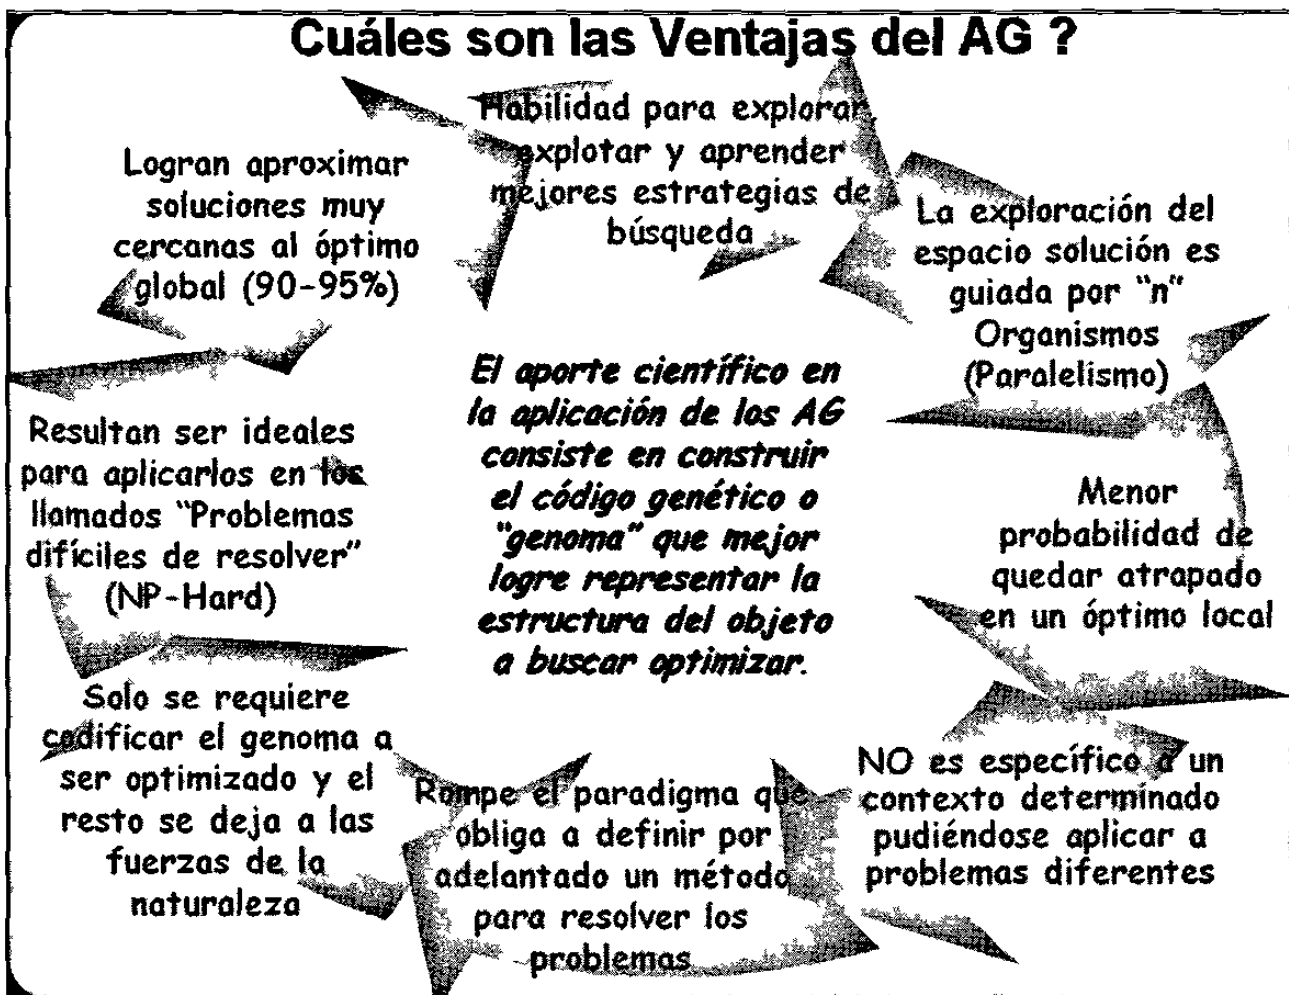 Cuáles son las Ventajas del AG ?
Habilidad para explorar,
explotar y aprender
mejores estrategias de
búsqueda
La exploración del
espacio solución es
guiada por "n"
Organismos
(Paralelismo)
Menor
probabilidad de
quedar atrapado
en un óptimo local
NO es específico a un
contexto determinado
pudiéndose aplicar a
problemas diferentes
Rompe el paradigma que
obliga a definir por
adelantado un método
para resolver los
problemas
Solo se requiere
codificar el genoma a
ser optimizado y el
resto se deja a las
fuerzas de la
naturaleza
Resultan ser ideales
para aplicarlos en los
llamados "Problemas
difíciles de resolver"
(NP-Hard)
Logran aproximar
soluciones muy
cercanas al óptimo
global (90-95%)
El aporte científico en
la aplicación de los AG
consiste en construir
el código genético o
"genoma" que mejor
logre representar la
estructura del objeto
a buscar optimizar.